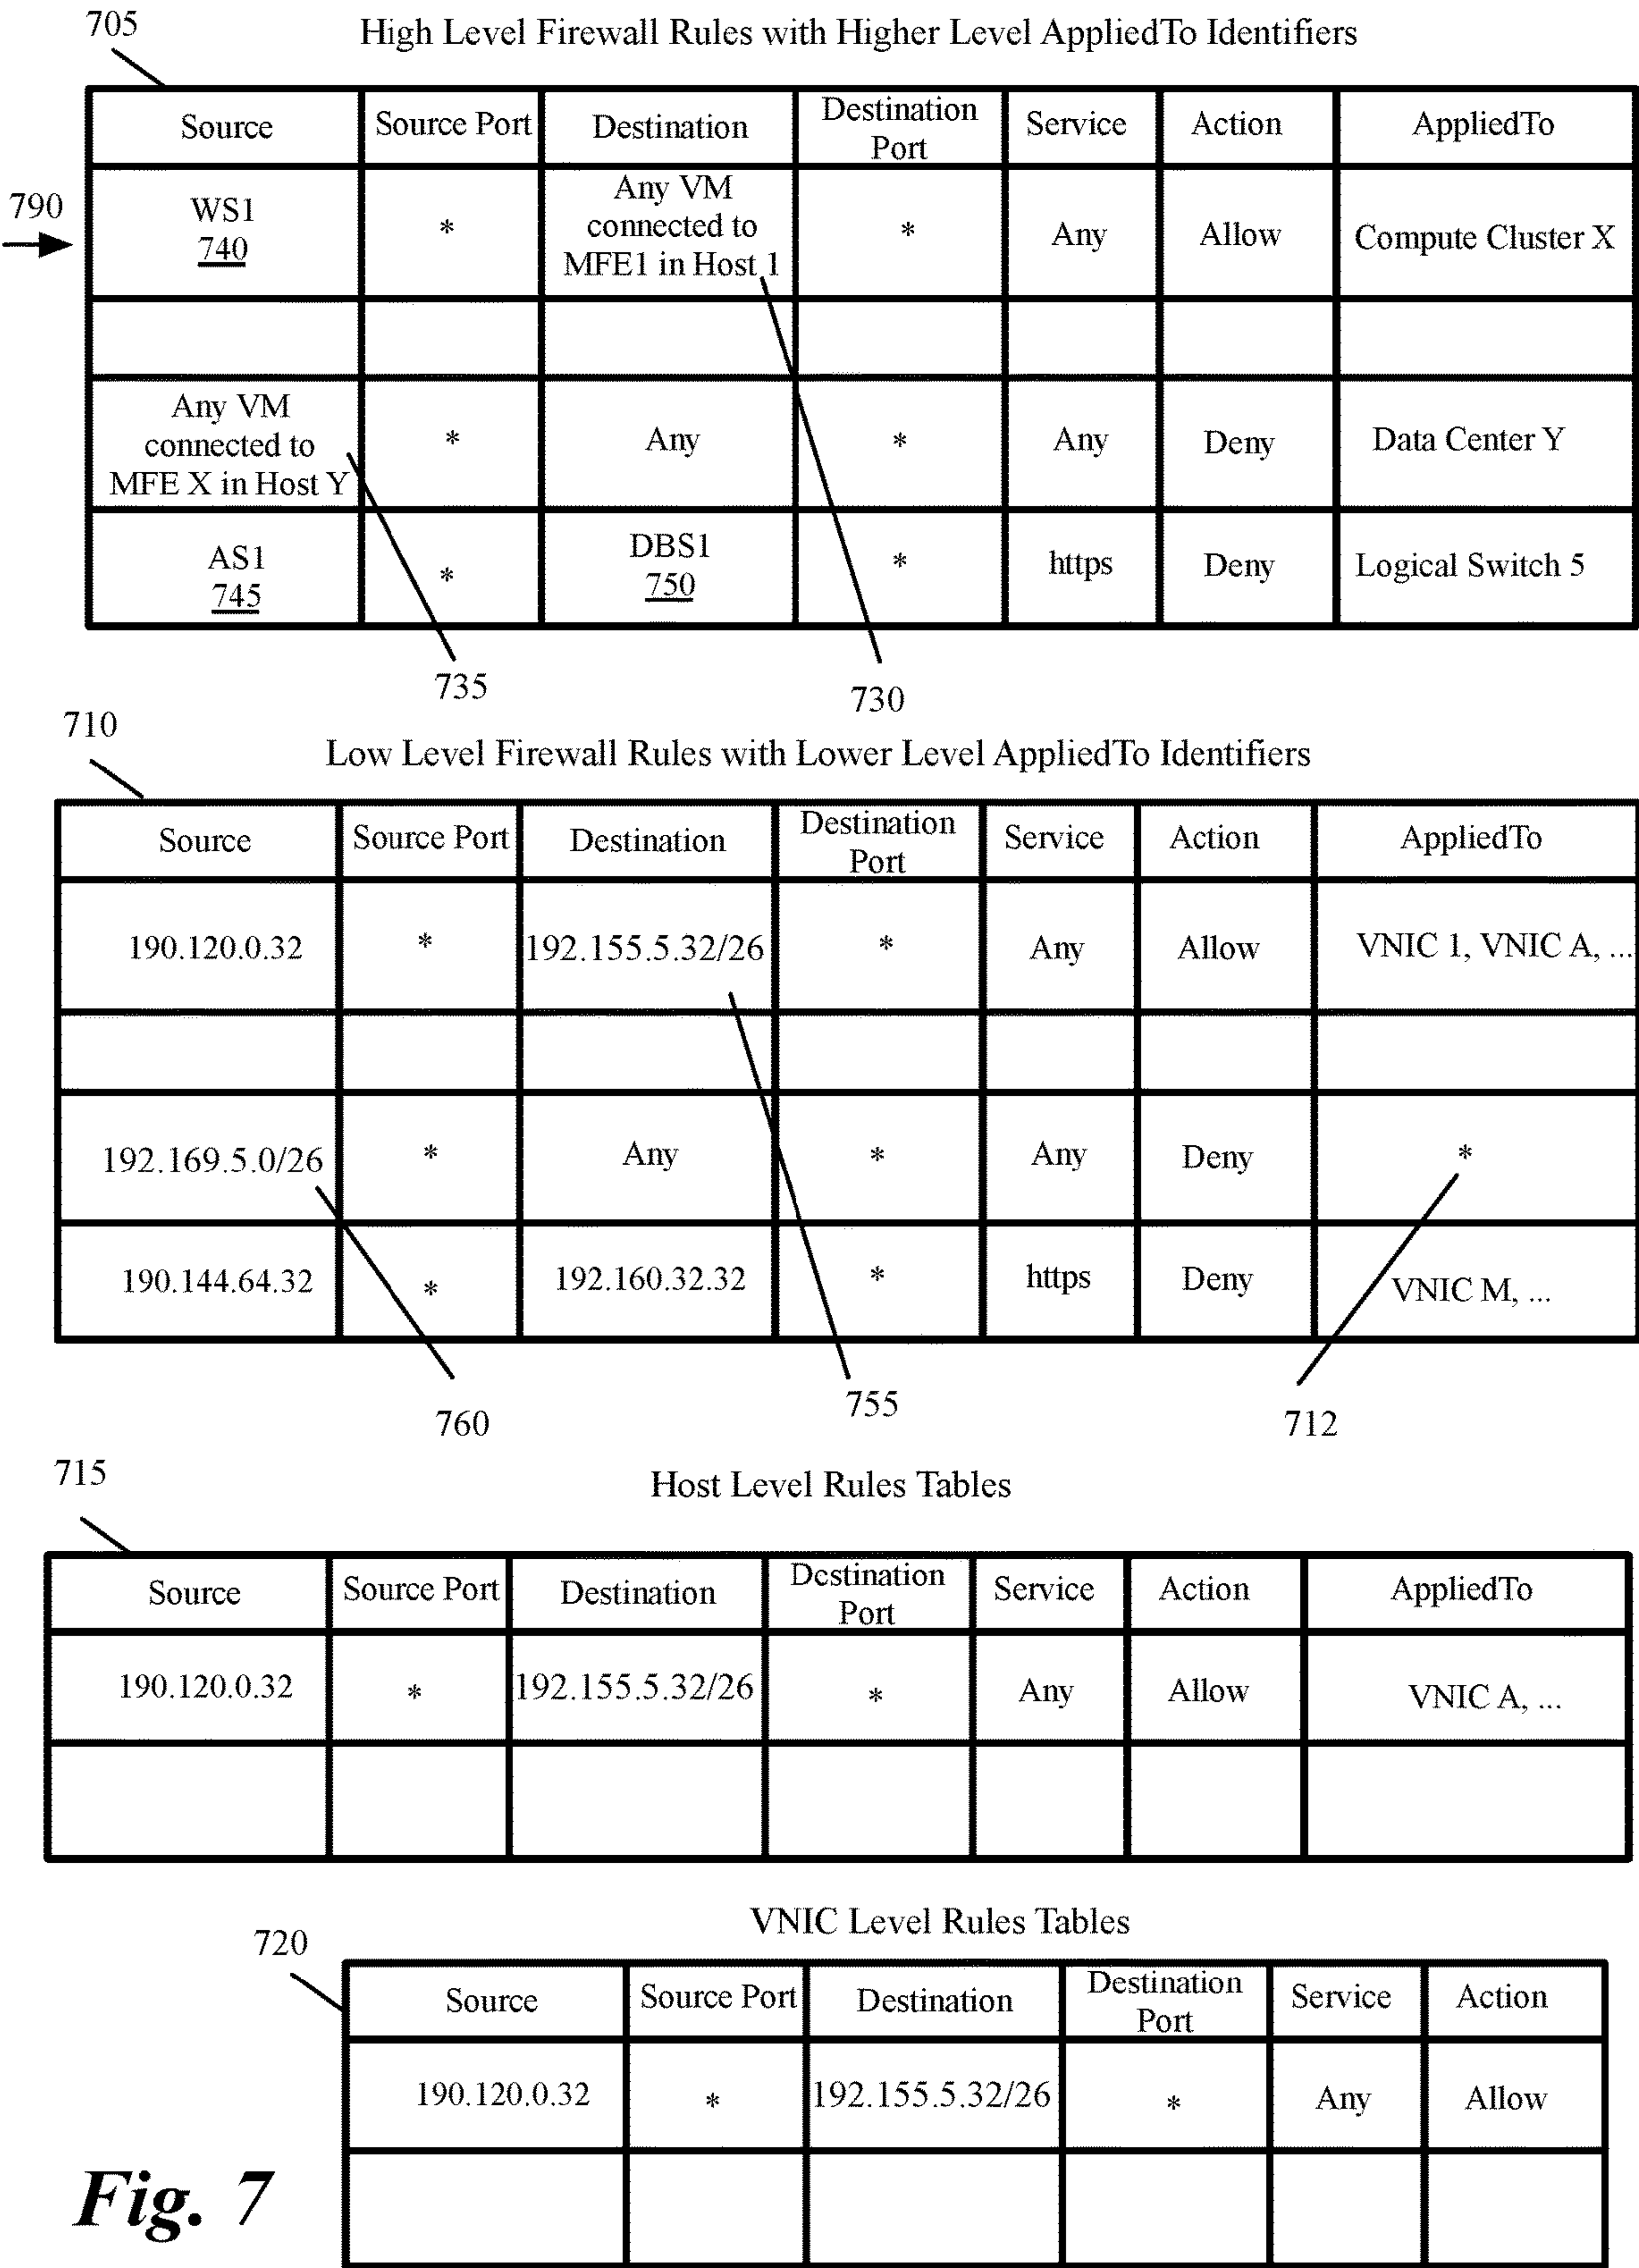 705
High Level Firewall Rules with Higher Level AppliedTo Identifiers
Source Source Port Destination Destination Port Service Action AppliedTo
790
WS1 740 * Any VM connected to MFE1 in Host 1 * Any Allow Compute Cluster X
Any VM connected to MFE X in Host Y * Any * Any Deny Data Center Y
AS1 745 * DBS1 750 * https Deny Logical Switch 5
735
730
710
Low Level Firewall Rules with Lower Level AppliedTo Identifiers
Source Source Port Destination Destination Port Service Action AppliedTo
190.120.0.32 * 192.155.5.32/26 * Any Allow VNIC 1, VNIC A, ...
192.169.5.0/26 * Any * Any Deny *
190.144.64.32 * 192.160.32.32 * https Deny VNIC M, ...
760
755
712
715
Host Level Rules Tables
Source Source Port Destination Destination Port Service Action AppliedTo
190.120.0.32 * 192.155.5.32/26 * Any Allow VNIC A, ...
VNIC Level Rules Tables
720
Source Source Port Destination Destination Port Service Action
190.120.0.32 * 192.155.5.32/26 * Any Allow
Fig. 7